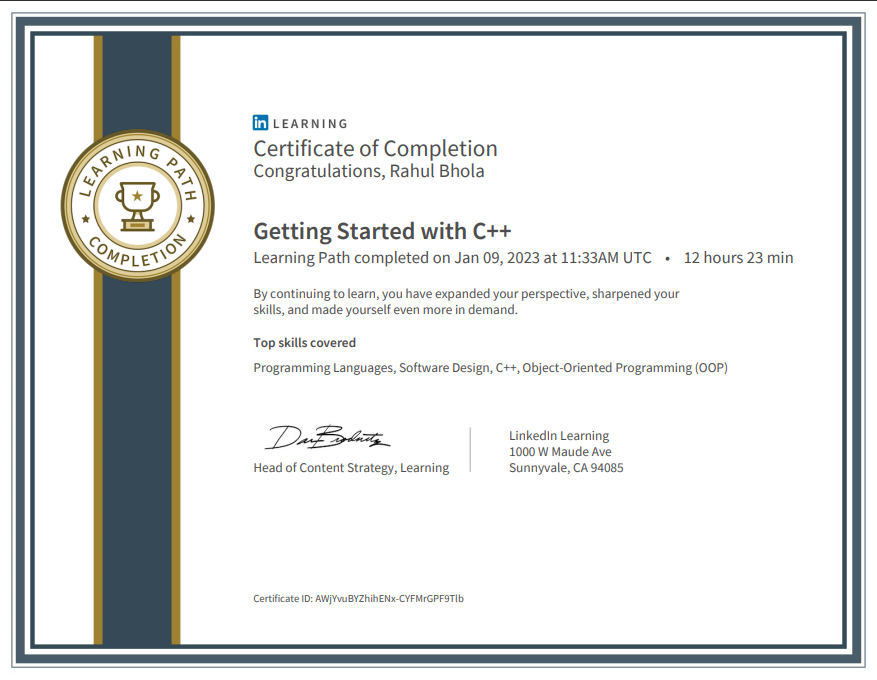 LEARNING PATH
COMPLETION
in LEARNING
Certificate of Completion
Congratulations, Rahul Bhola
Getting Started with C++
Learning Path completed on Jan 09, 2023 at 11:33AM UTC • 12 hours 23 min
By continuing to learn, you have expanded your perspective, sharpened your
skills, and made yourself even more in demand.
Top skills covered
Programming Languages, Software Design, C++, Object-Oriented Programming (OOP)
Head of Content Strategy, Learning
LinkedIn Learning
1000 W Maude Ave
Sunnyvale, CA 94085
Certificate ID: AWjYvuBYZhihENx-CYFMrGPF9Tlb